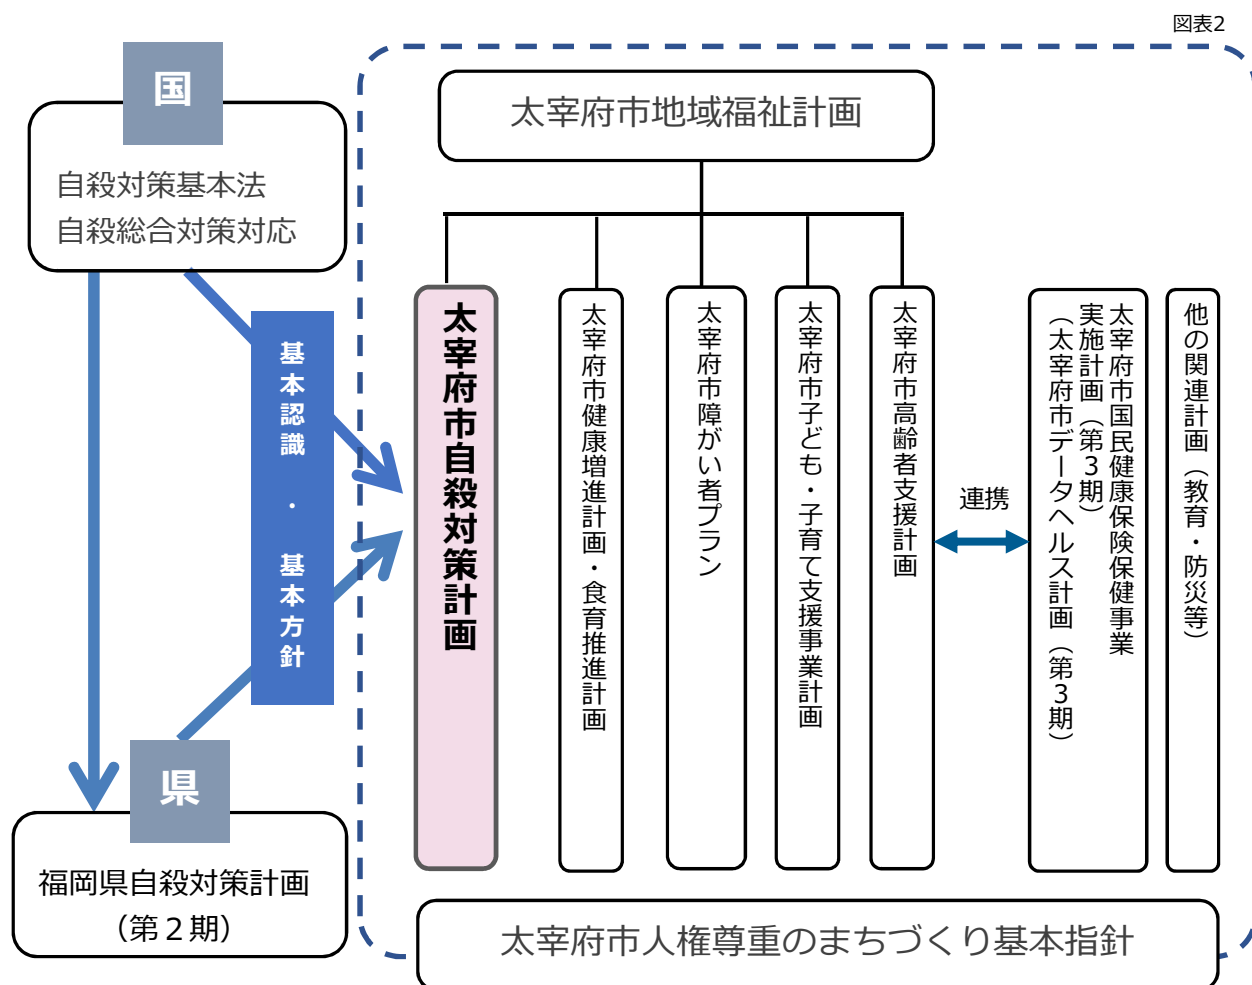 図表2
国
自殺対策基本法
自殺総合対策対応
太宰府市地域福祉計画
基本認識 ・ 基本方針
太宰府市自殺対策計画
太宰府市健康増進計画・食育推進計画
太宰府市障がい者プラン
太宰府市子ども・子育て支援事業計画
太宰府市高齢者支援計画
連携
太宰府市国民健康保険保健事業
実施計画（第3期）
（太宰府市データヘルス計画（第3期）
他の関連計画（教育・防災等）
県
福岡県自殺対策計画
（第２期）
太宰府市人権尊重のまちづくり基本指針